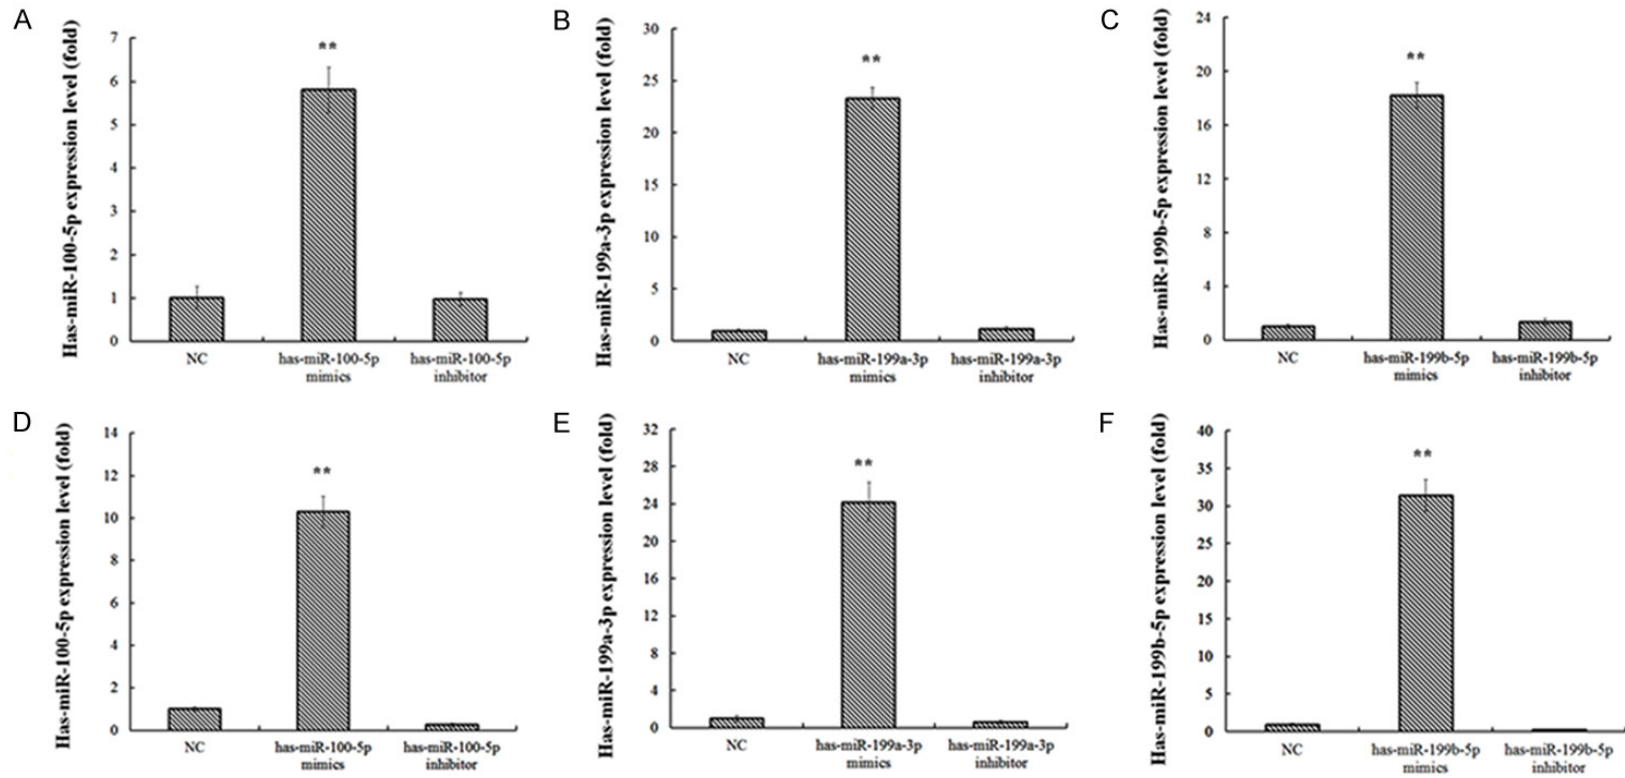 A
Has-miR-100-5p expression level (fold)
7
6
5
4
3
2
1
0
**
NC
has-miR-100-5p
mimics
has-miR-100-5p
inhibitor
B
Has-miR-199a-3p expression level (fold)
30
25
20
15
10
5
0
**
NC
has-miR-199a-3p
mimics
has-miR-199a-3p
inhibitor
C
Has-miR-199b-5p expression level (fold)
24
20
16
12
8
4
0
**
NC
has-miR-199b-5p
mimics
has-miR-199b-5p
inhibitor
D
Has-miR-100-5p expression level (fold)
14
12
10
8
6
4
2
0
**
NC
has-miR-100-5p
mimics
has-miR-100-5p
inhibitor
E
Has-miR-199a-3p expression level (fold)
32
28
24
20
16
12
8
4
0
**
NC
has-miR-199a-3p
mimics
has-miR-199a-3p
inhibitor
F
Has-miR-199b-5p expression level (fold)
40
35
30
25
20
15
10
5
0
**
NC
has-miR-199b-5p
mimics
has-miR-199b-5p
inhibitor